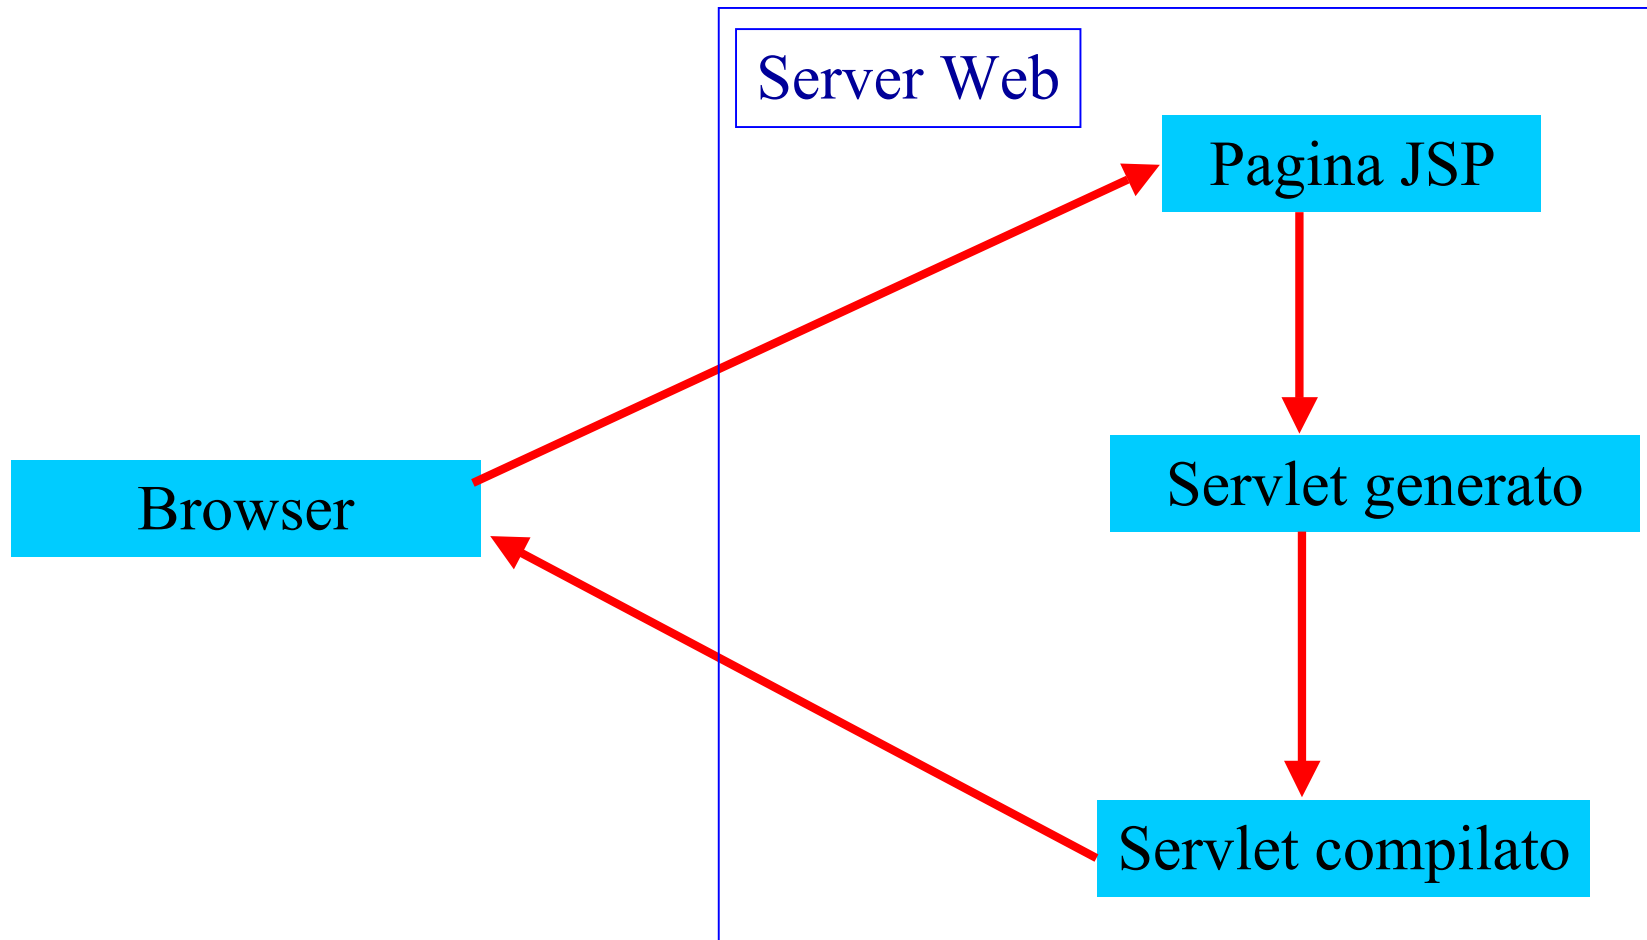 Server Web
Pagina JSP
Browser
Servlet generato
Servlet compilato